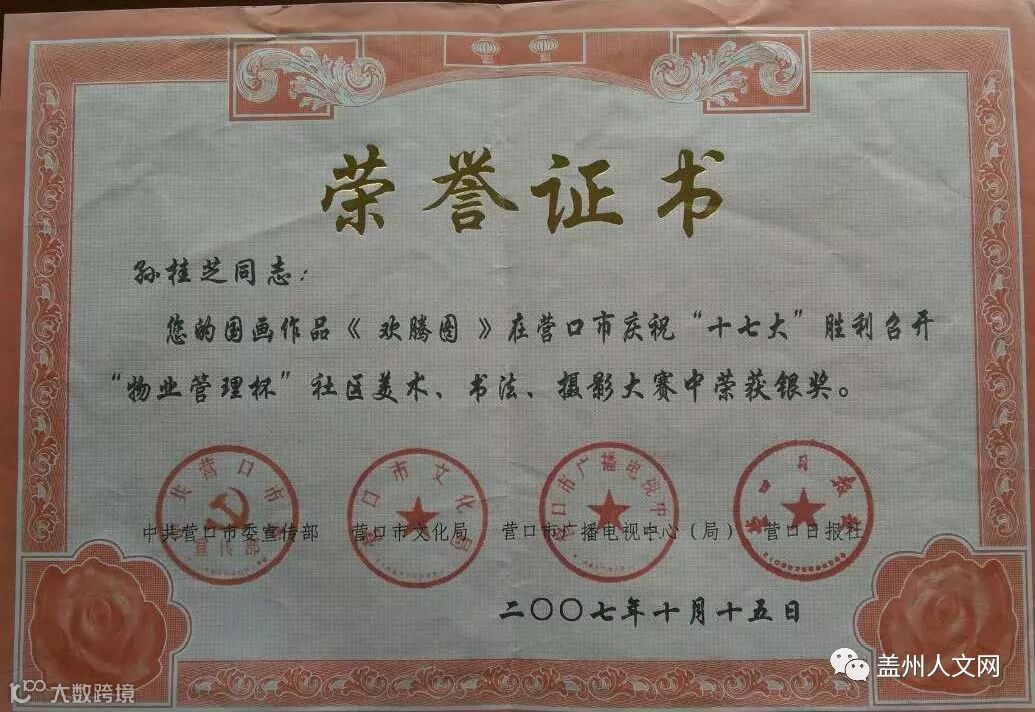 荣誉证书
孙桂芝同志：
您的国画作品《 欢腾图 》在营口市庆祝“十七大”胜利召开
“物业管理杯”社区美术、书法、摄影大赛中荣获银奖。
中共营口市委宣传部 营口市文化局 营口市广播电视中心（局） 营口日报社
二〇〇七年十月十五日
盖州人文网
大数跨境